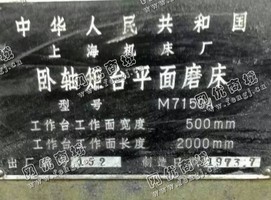 中华人民共和国
上海机床厂
卧轴矩台平面磨床
型号 M7150A
工作台工作面宽度 500mm
工作台工作面长度 2000mm
出厂 152 制造 1973.7